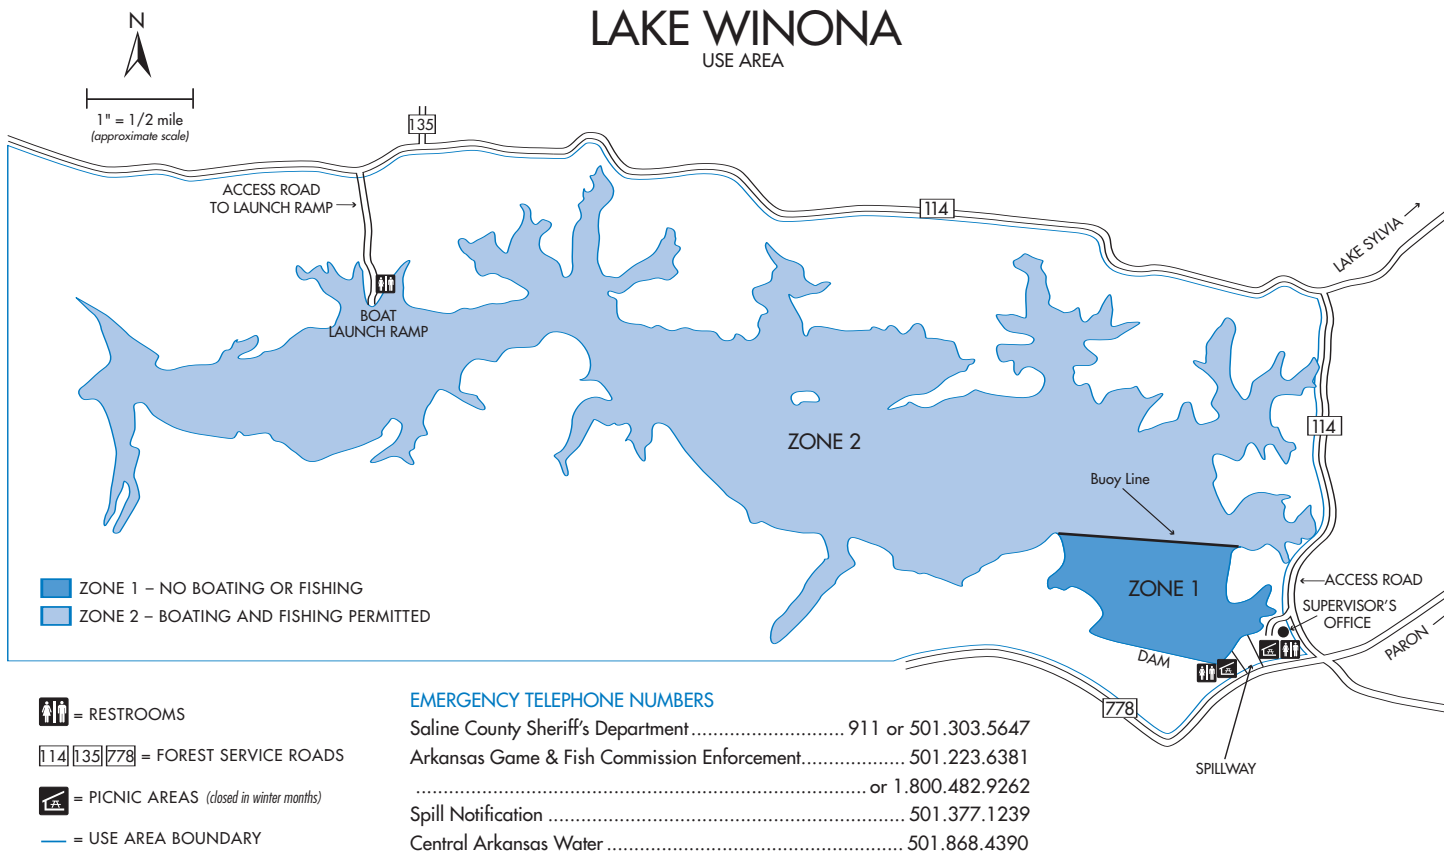 LAKE WINONA
USE AREA
N
1" = 1/2 mile
(approximate scale)
135
ACCESS ROAD
TO LAUNCH RAMP
114
LAKE SYLVIA
BOAT
LAUNCH RAMP
114
ZONE 2
Buoy Line
ZONE 1 – NO BOATING OR FISHING
ZONE 2 – BOATING AND FISHING PERMITTED
ZONE 1
ACCESS ROAD
SUPERVISOR'S
OFFICE
PARON
DAM
778
SPILLWAY
= RESTROOMS
114 135 778 = FOREST SERVICE ROADS
= PICNIC AREAS (closed in winter months)
= USE AREA BOUNDARY
EMERGENCY TELEPHONE NUMBERS
Saline County Sheriff's Department ............................ 911 or 501.303.5647
Arkansas Game & Fish Commission Enforcement................ 501.223.6381
...................................................................... or 1.800.482.9262
Spill Notification ........................................................ 501.377.1239
Central Arkansas Water .............................................. 501.868.4390